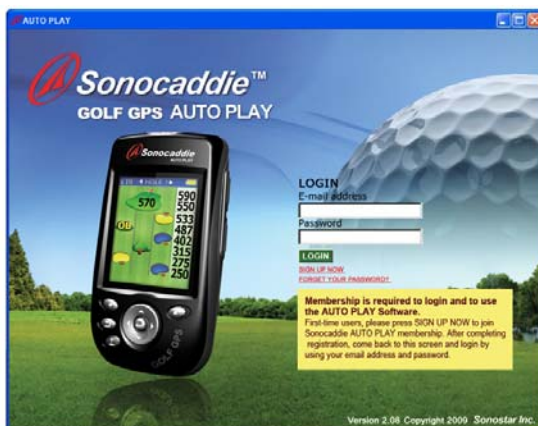 AUTO PLAY
Sonocaddie™
GOLF GPS AUTO PLAY
Sonocaddie
AUTO PLAY
570
590
550
OB
533
487
402
315
275
250
GOLF GPS
LOGIN
E-mail address
Password
LOGIN
SIGN UP NOW
FORGET YOUR PASSWORD?
Membership is required to login and to use
the AUTO PLAY Software.
First-time users, please press SIGN UP NOW to join
Sonocaddie AUTO PLAY membership. After completing
registration, come back to this screen and login by
using your email address and password.
Version 2.08 Copyright 2009 Sonostar Inc.